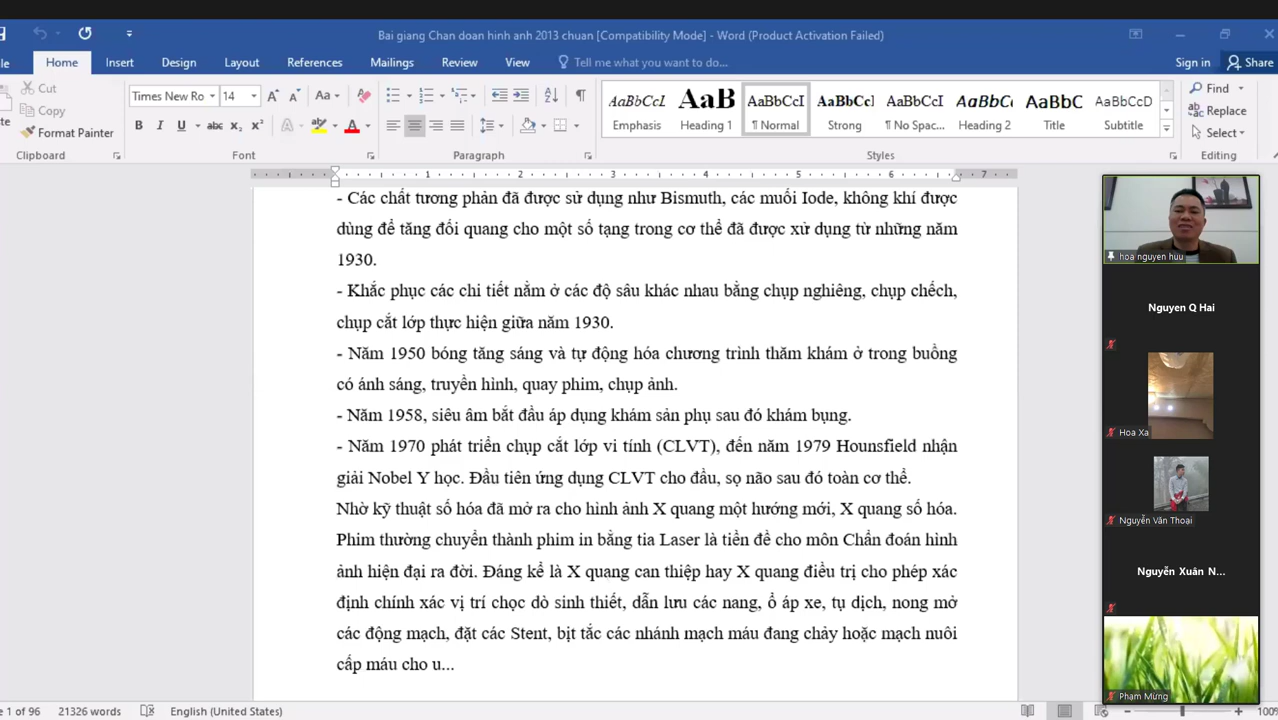 Bai giang Chan doan hinh anh 2013 chuan [Compatibility Mode] - Word (Product Activation Failed)
Home Insert Design Layout References Mailings Review View Tell me what you want to do... Sign in Share
Cut
Copy
Format Painter
Clipboard
Times New Ro 14
Font
Paragraph
AaBbCcI AaB AaBbCcI AaBbCcI AaBbCcI AaBbCc AaBbC AaBbCcD
Emphasis Heading 1 ¶ Normal Strong ¶ No Spac... Heading 2 Title Subtitle
Styles
Find
Replace
Select
Editing
1 2 3 4 5 6 7
- Các chất tương phản đã được sử dụng như Bismuth, các muối Iode, không khí được
dùng để tăng đối quang cho một số tạng trong cơ thể đã được xử dụng từ những năm
1930.
- Khắc phục các chi tiết nằm ở các độ sâu khác nhau bằng chụp nghiêng, chụp chếch,
chụp cắt lớp thực hiện giữa năm 1930.
- Năm 1950 bóng tăng sáng và tự động hóa chương trình thăm khám ở trong buồng
có ánh sáng, truyền hình, quay phim, chụp ảnh.
- Năm 1958, siêu âm bắt đầu áp dụng khám sản phụ sau đó khám bụng.
- Năm 1970 phát triển chụp cắt lớp vi tính (CLVT), đến năm 1979 Hounsfield nhận
giải Nobel Y học. Đầu tiên ứng dụng CLVT cho đầu, sọ não sau đó toàn cơ thể.
Nhờ kỹ thuật số hóa đã mở ra cho hình ảnh X quang một hướng mới, X quang số hóa.
Phim thường chuyển thành phim in bằng tia Laser là tiền đề cho môn Chẩn đoán hình
ảnh hiện đại ra đời. Đáng kể là X quang can thiệp hay X quang điều trị cho phép xác
định chính xác vị trí chọc dò sinh thiết, dẫn lưu các nang, ổ áp xe, tụ dịch, nong mở
các động mạch, đặt các Stent, bịt tắc các nhánh mạch máu đang chảy hoặc mạch nuôi
cấp máu cho u...
hoa nguyen huu
Nguyen Q Hai
Hoa Xa
Nguyễn Văn Thoại
Nguyễn Xuân N...
Phạm Mừng
1 of 96 21326 words English (United States) 100%